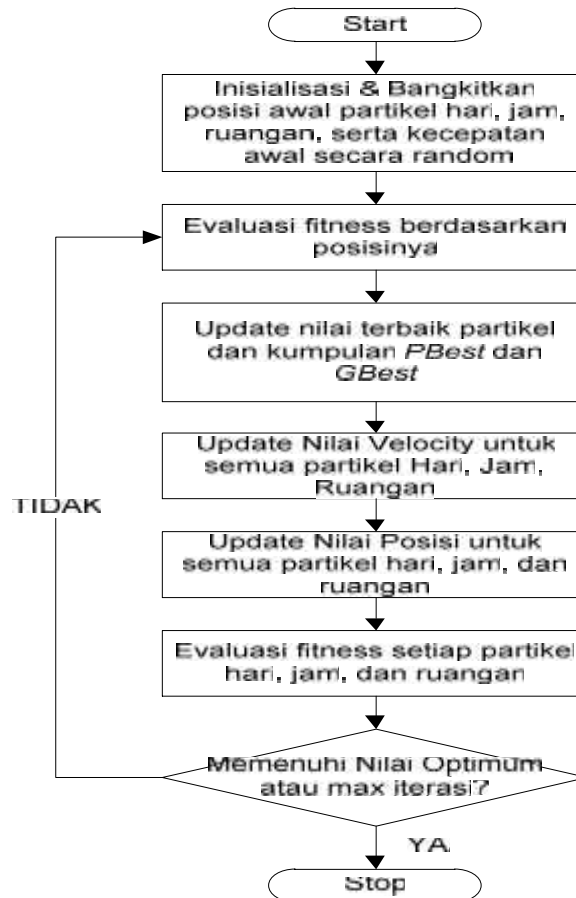 Start
Inisialisasi & Bangkitkan
posisi awal partikel hari, jam,
ruangan, serta kecepatan
awal secara random
Evaluasi fitness berdasarkan
posisinya
Update nilai terbaik partikel
dan kumpulan PBest dan
GBest
Update Nilai Velocity untuk
semua partikel Hari, Jam,
Ruangan
TIDAK
Update Nilai Posisi untuk
semua partikel hari, jam, dan
ruangan
Evaluasi fitness setiap partikel
hari, jam, dan ruangan
Memenuhi Nilai Optimum
atau max iterasi?
YA
Stop